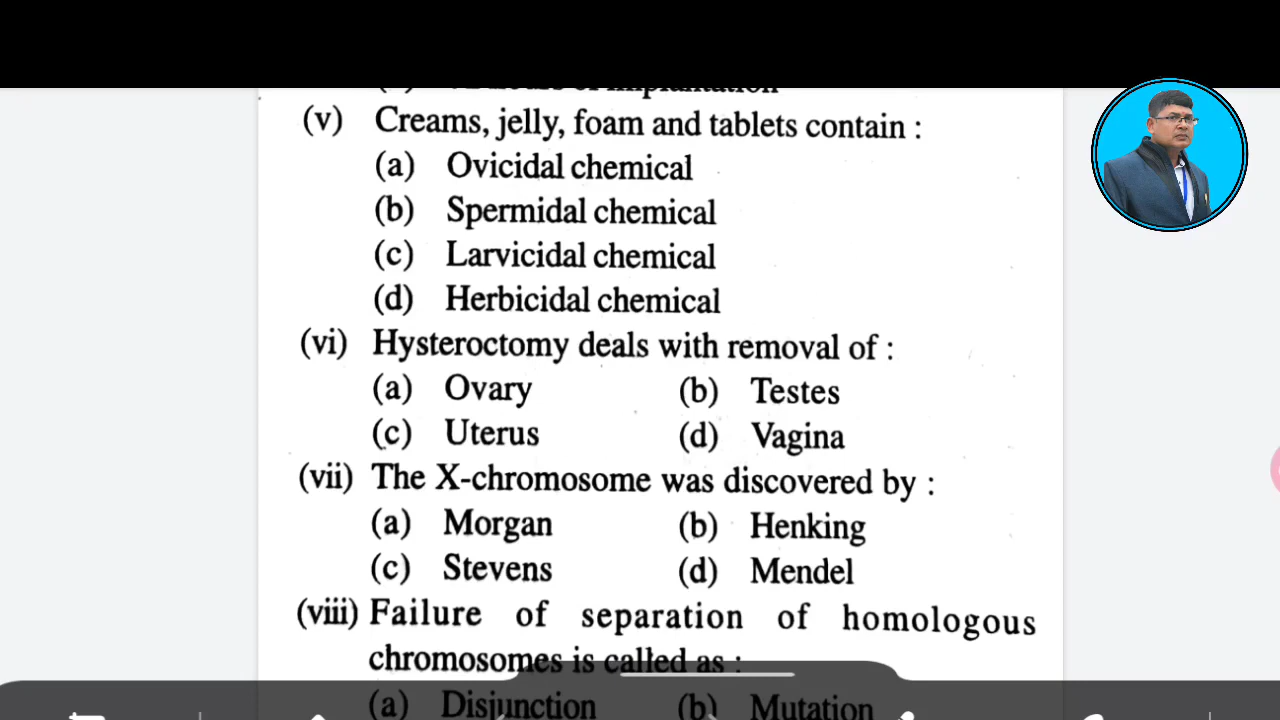 of implantation
(v) Creams, jelly, foam and tablets contain :
(a) Ovicidal chemical
(b) Spermidal chemical
(c) Larvicidal chemical
(d) Herbicidal chemical
(vi) Hysteroctomy deals with removal of :
(a) Ovary (b) Testes
(c) Uterus (d) Vagina
(vii) The X-chromosome was discovered by :
(a) Morgan (b) Henking
(c) Stevens (d) Mendel
(viii) Failure of separation of homologous
chromosomes is called as :
(a) Disjunction (b) Mutation